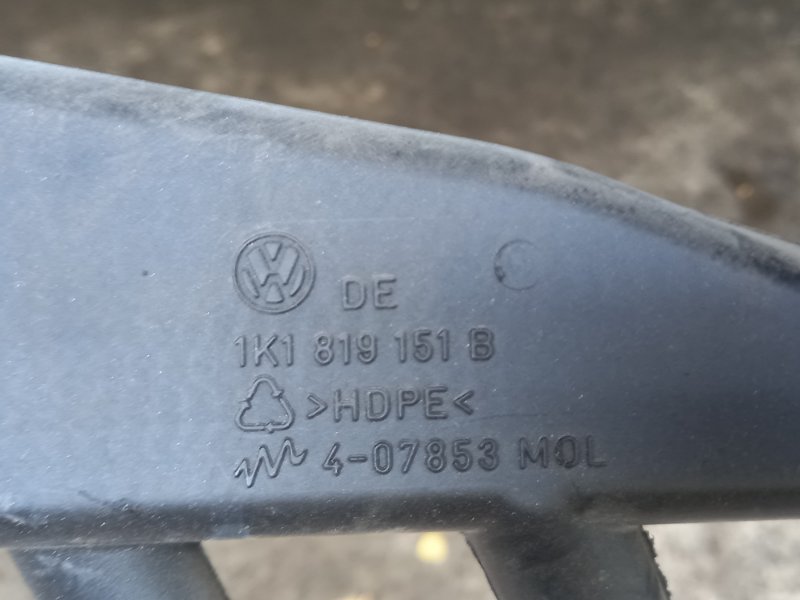 DE
1K1 819 151 B
>HDPE<
4-07853 MOL